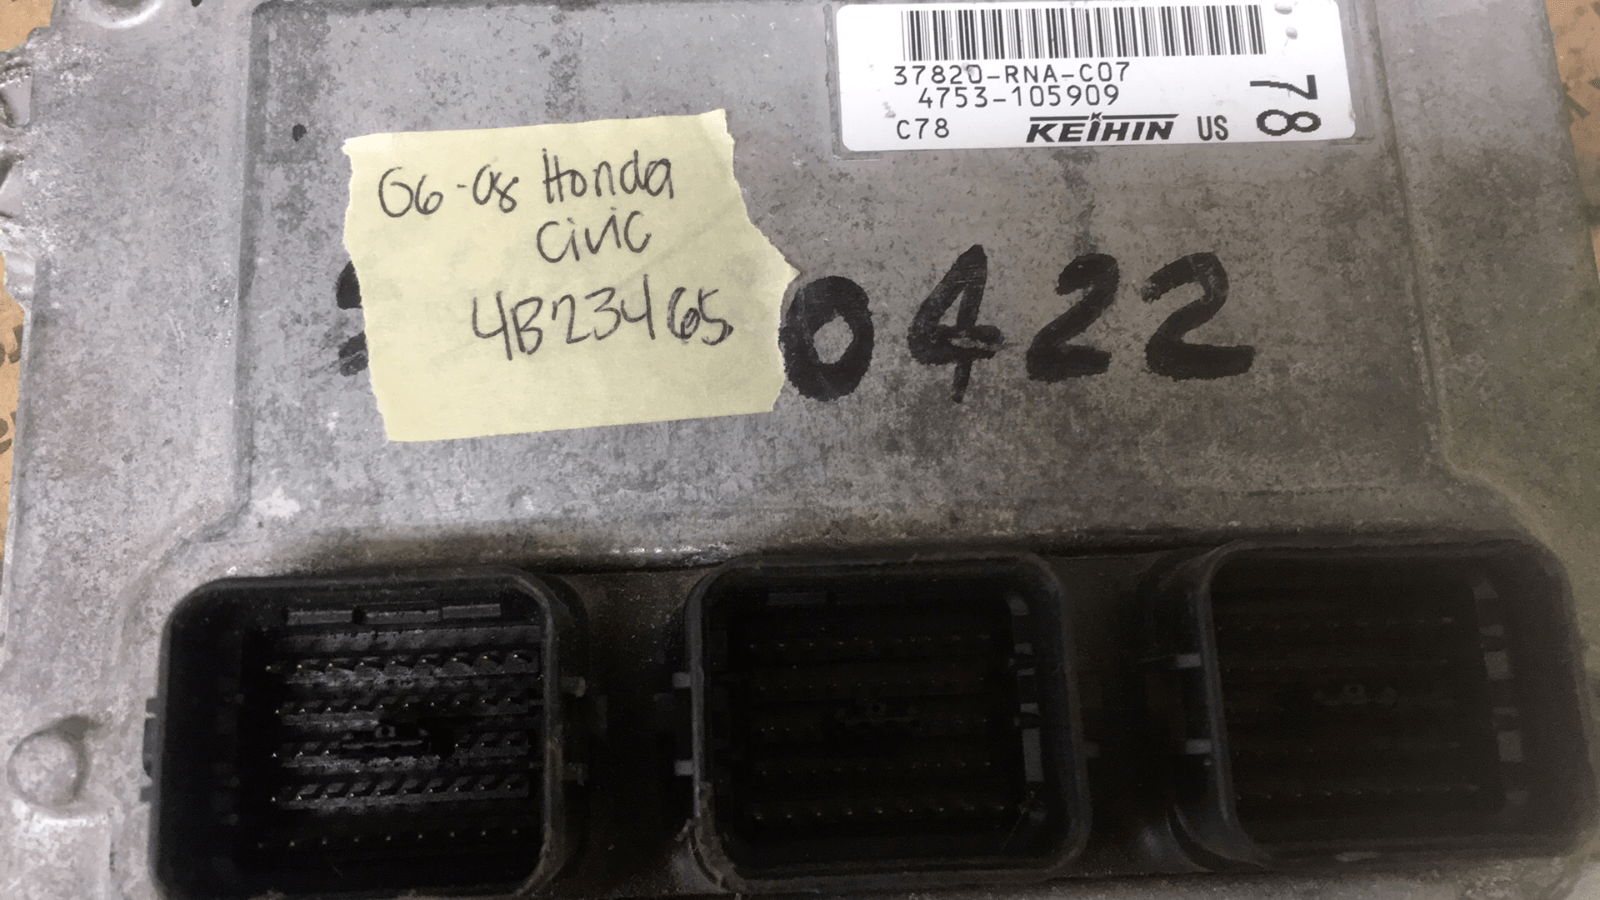 37820-RNA-C07
4753-105909
C78 KEIHIN US
78
06-08 Honda
Civic
4B23465
0422